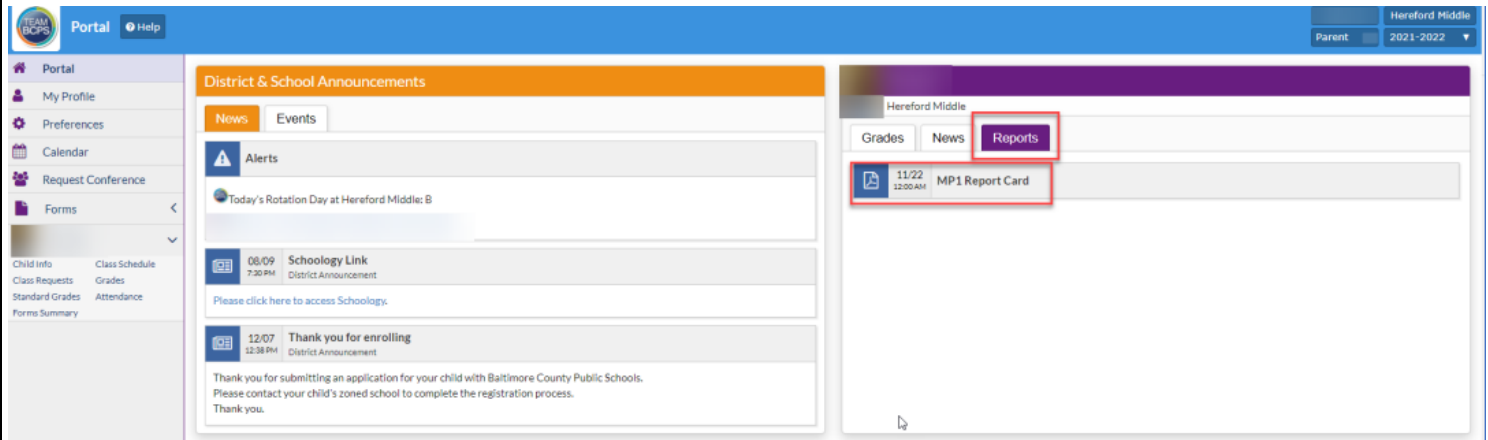 TEAM
BCPS
Portal
Help
Hereford Middle
Parent
2021-2022
Portal
My Profile
Preferences
Calendar
Request Conference
Forms
Child Info Class Schedule
Class Requests Grades
Standard Grades Attendance
Forms Summary
District & School Announcements
News Events
Alerts
Today's Rotation Day at Hereford Middle: B
08/09 Schoology Link
7:30 PM District Announcement
Please click here to access Schoology.
12/07 Thank you for enrolling
12:38 PM District Announcement
Thank you for submitting an application for your child with Baltimore County Public Schools.
Please contact your child's zoned school to complete the registration process.
Thank you.
Hereford Middle
Grades News Reports
11/22 MP1 Report Card
12:00 AM